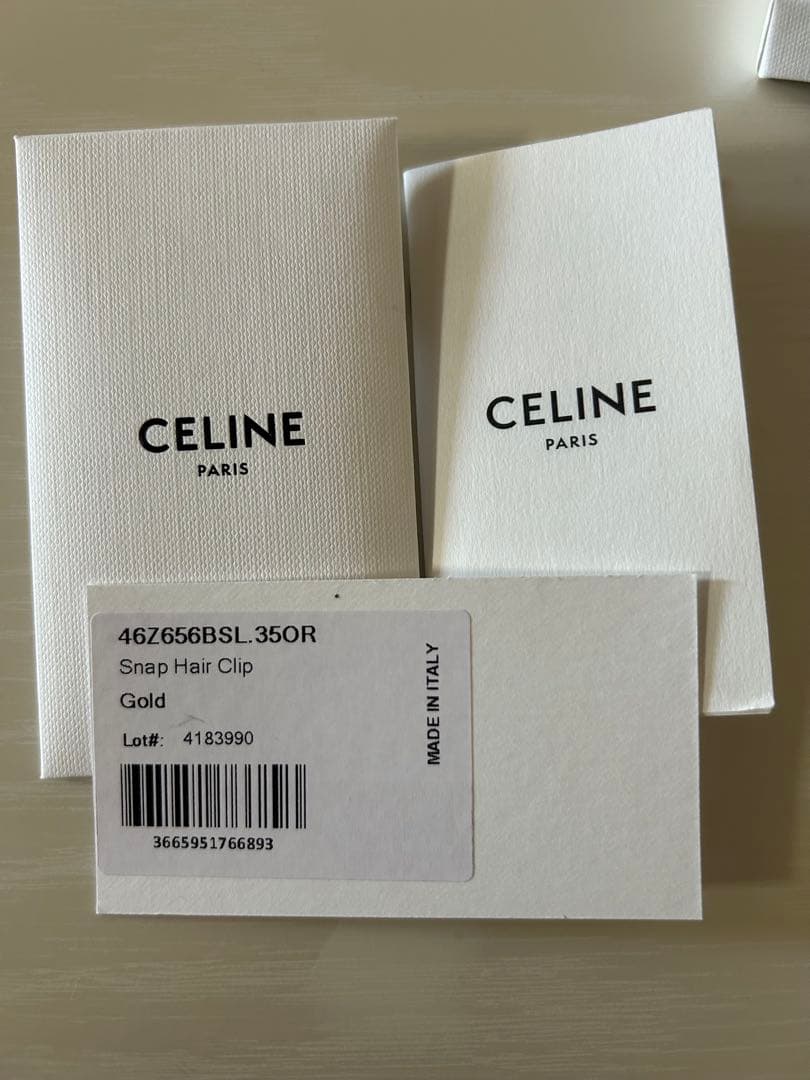 CELINE
PARIS
CELINE
PARIS
46Z656BSL.35OR
Snap Hair Clip
Gold
Lot#: 4183990
3665951766893
MADE IN ITALY